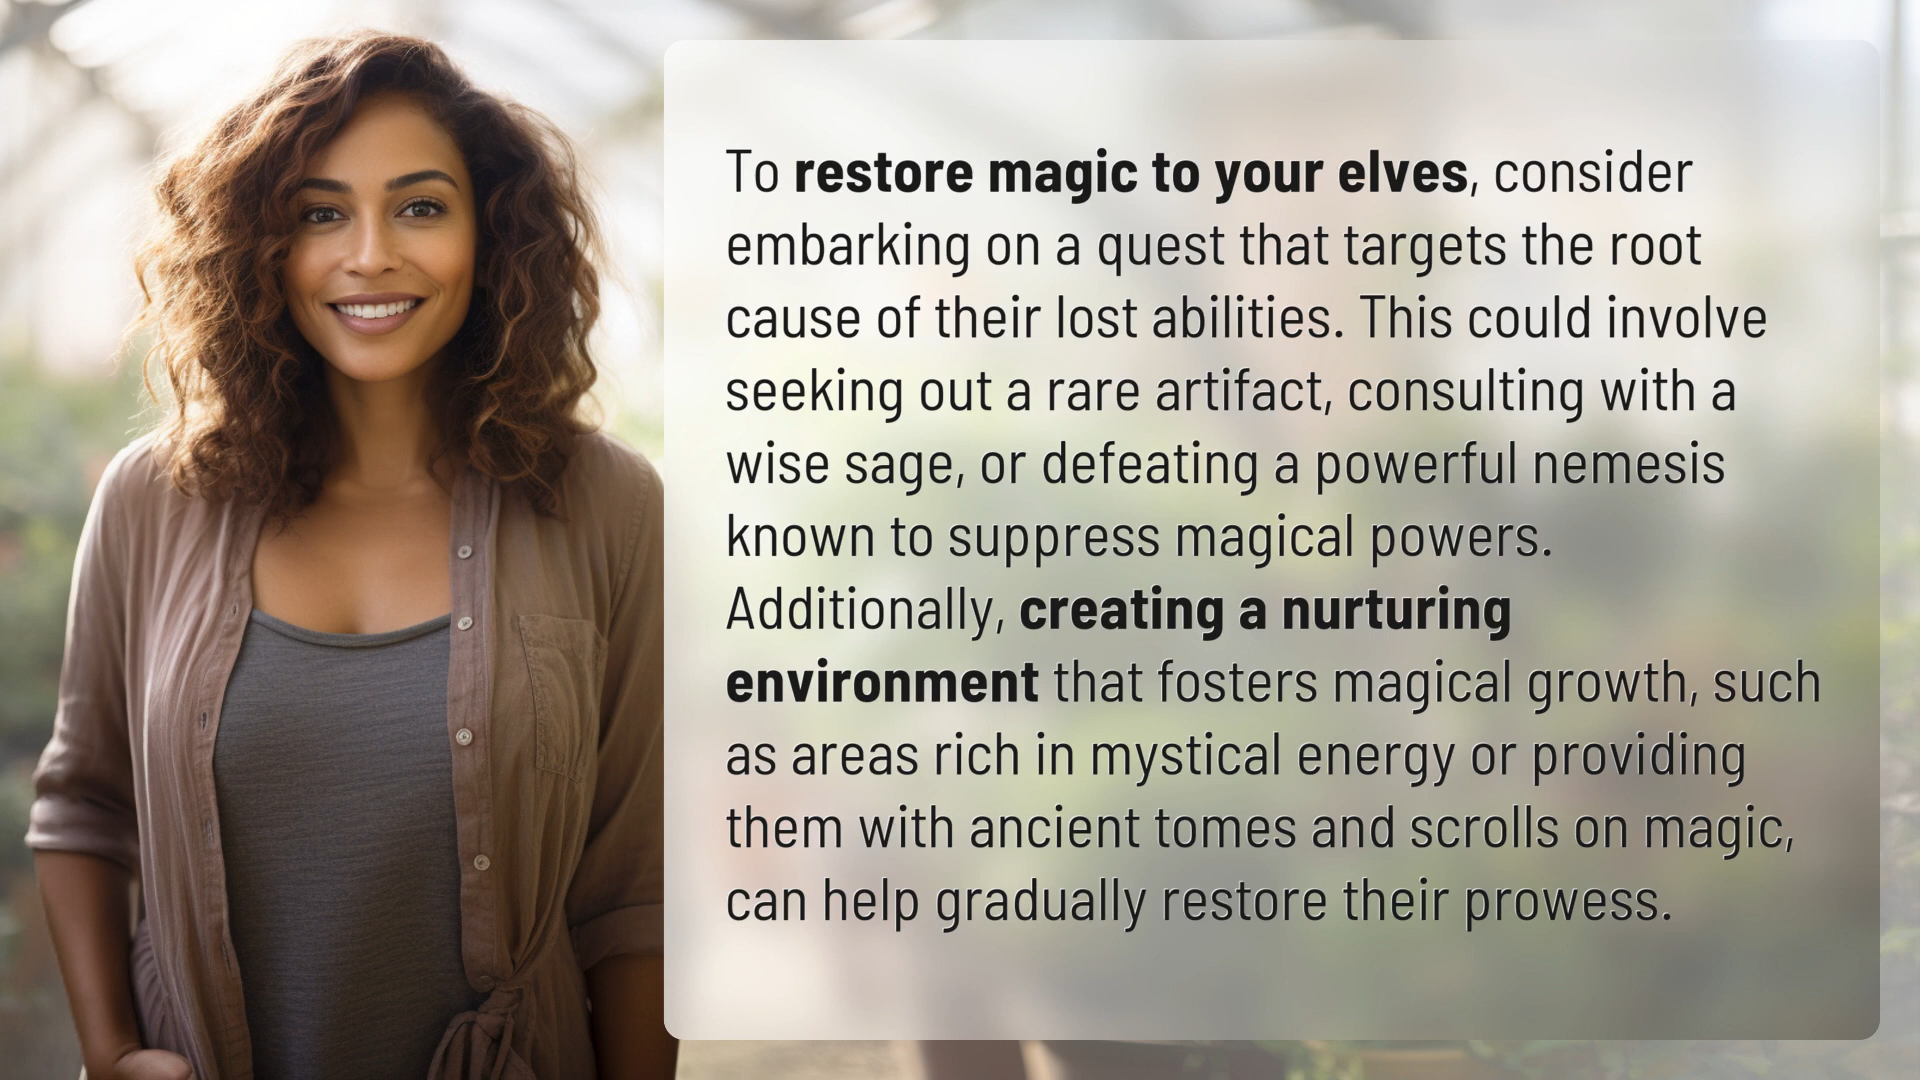 To restore magic to your elves, consider
embarking on a quest that targets the root
cause of their lost abilities. This could involve
seeking out a rare artifact, consulting with a
wise sage, or defeating a powerful nemesis
known to suppress magical powers.
Additionally, creating a nurturing
environment that fosters magical growth, such
as areas rich in mystical energy or providing
them with ancient tomes and scrolls on magic,
can help gradually restore their prowess.